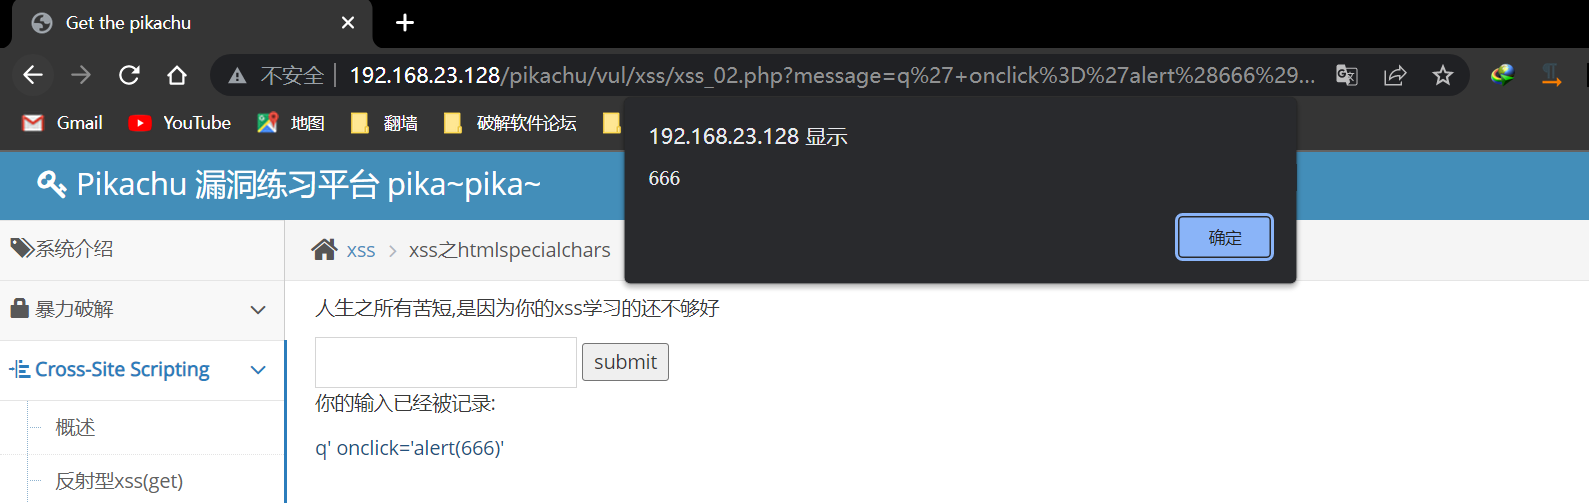 Get the pikachu
不安全 192.168.23.128/pikachu/vul/xss/xss_02.php?message=q%27+onclick%3D%27alert%28666%29...
Gmail YouTube 地图 翻墙 破解软件论坛
192.168.23.128 显示
666
确定
Pikachu 漏洞练习平台 pika~pika~
系统介绍
xss > xss之htmlspecialchars
暴力破解
人生之所有苦短,是因为你的xss学习的还不够好
Cross-Site Scripting
submit
你的输入已经被记录:
概述
q' onclick='alert(666)'
反射型xss(get)